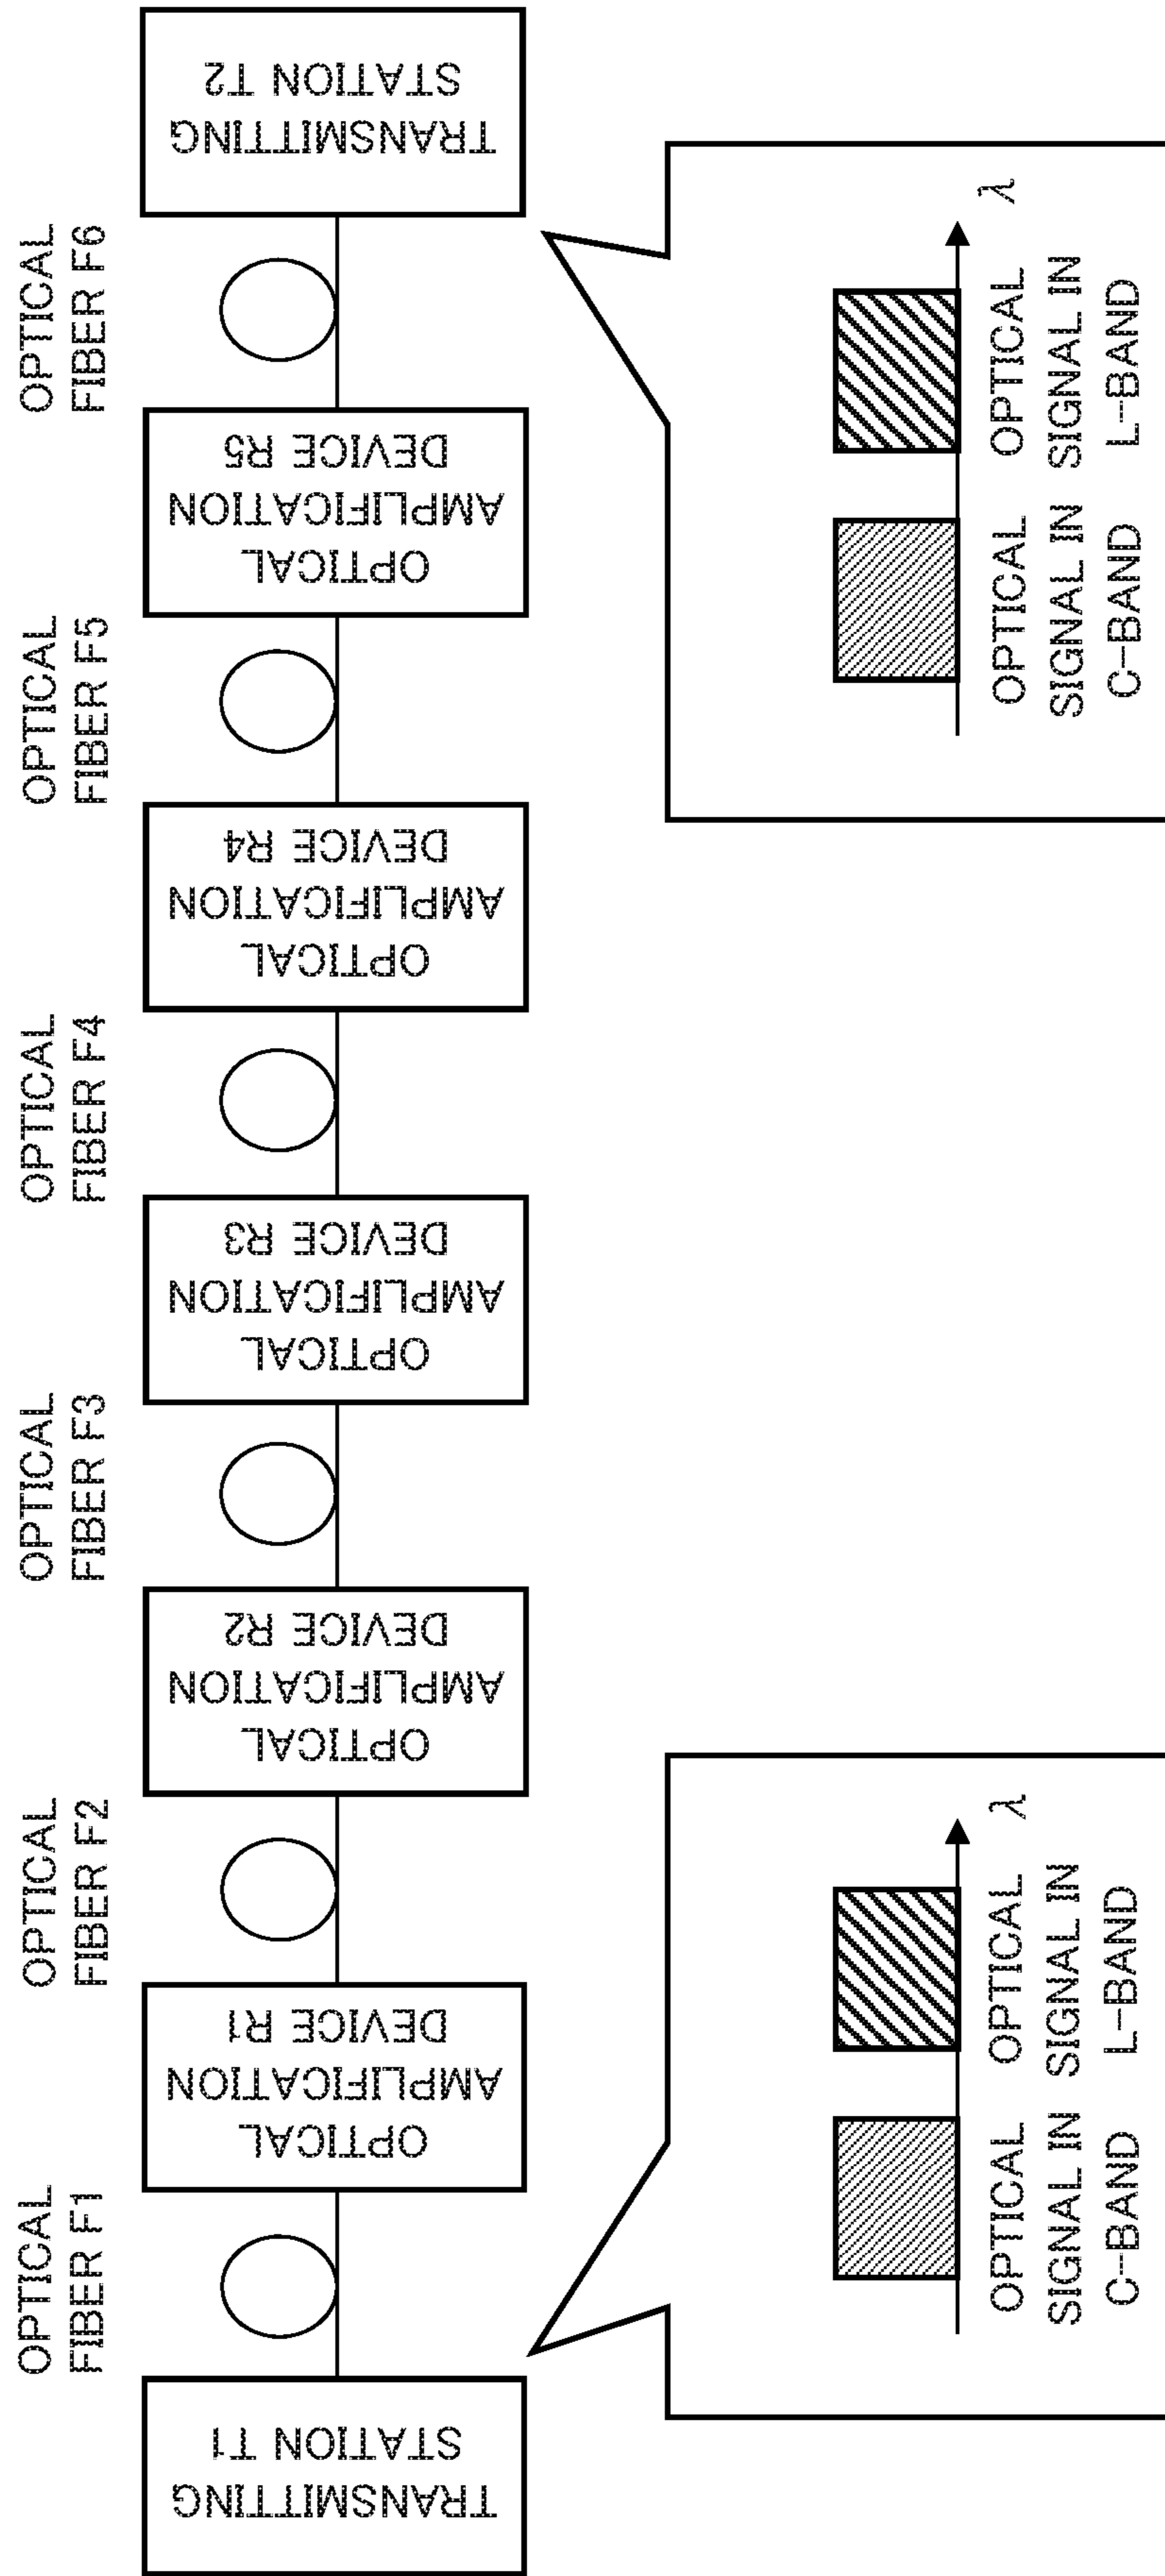 OPTICAL
FIBER F1
OPTICAL
FIBER F2
OPTICAL
FIBER F3
OPTICAL
FIBER F4
OPTICAL
FIBER F5
OPTICAL
FIBER F6
TRANSMITTING
STATION T1
OPTICAL
AMPLIFICATION
DEVICE R1
OPTICAL
AMPLIFICATION
DEVICE R2
OPTICAL
AMPLIFICATION
DEVICE R3
OPTICAL
AMPLIFICATION
DEVICE R4
OPTICAL
AMPLIFICATION
DEVICE R5
TRANSMITTING
STATION T2
λ
OPTICAL
SIGNAL IN
C-BAND
OPTICAL
SIGNAL IN
L-BAND
λ
OPTICAL
SIGNAL IN
C-BAND
OPTICAL
SIGNAL IN
L-BAND